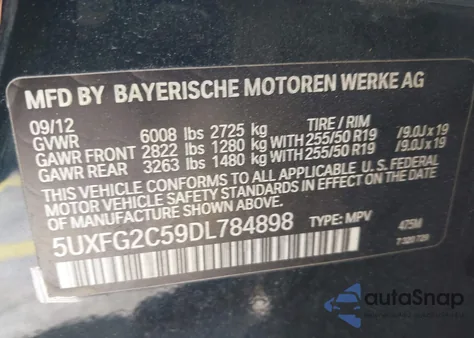 MFD BY BAYERISCHE MOTOREN WERKE AG
09/12 TIRE / RIM
GVWR 6008 lbs 2725 kg
GAWR FRONT 2822 lbs 1280 kg WITH 255/50 R19 /9.0J x 19
GAWR REAR 3263 lbs 1480 kg WITH 255/50 R19 /9.0J x 19
THIS VEHICLE CONFORMS TO ALL APPLICABLE U.S. FEDERAL
MOTOR VEHICLE SAFETY STANDARDS IN EFFECT ON
THE DATE OF MANUFACTURE SHOWN ABOVE.
5UXFG2C59DL784898 TYPE: MPV 475M
autoSnap